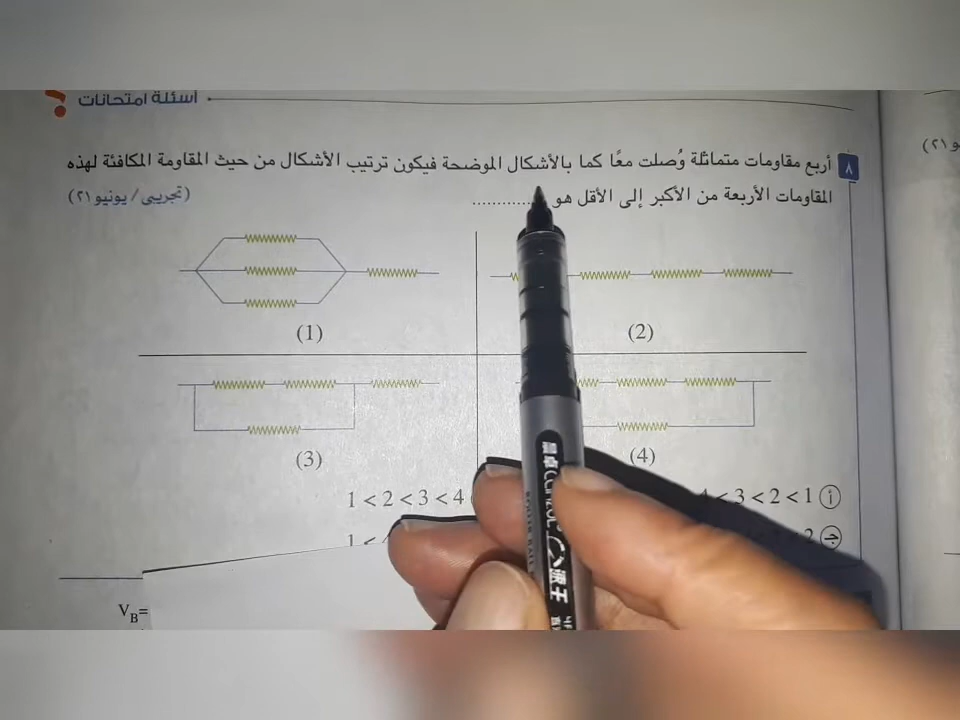 أسئلة امتحانات
٨ أربع مقاومات متماثلة وُصلت معًا كما بالأشكال الموضحة فيكون ترتيب الأشكال من حيث المقاومة المكافئة لهذه
المقاومات الأربعة من الأكبر إلى الأقل هو ............
(تجريبى / يونيو ٢١)
(1)
(2)
(3)
(4)
أ < 3 < 2 < 1
1 < 2 < 3 < 4
ج
V_B=